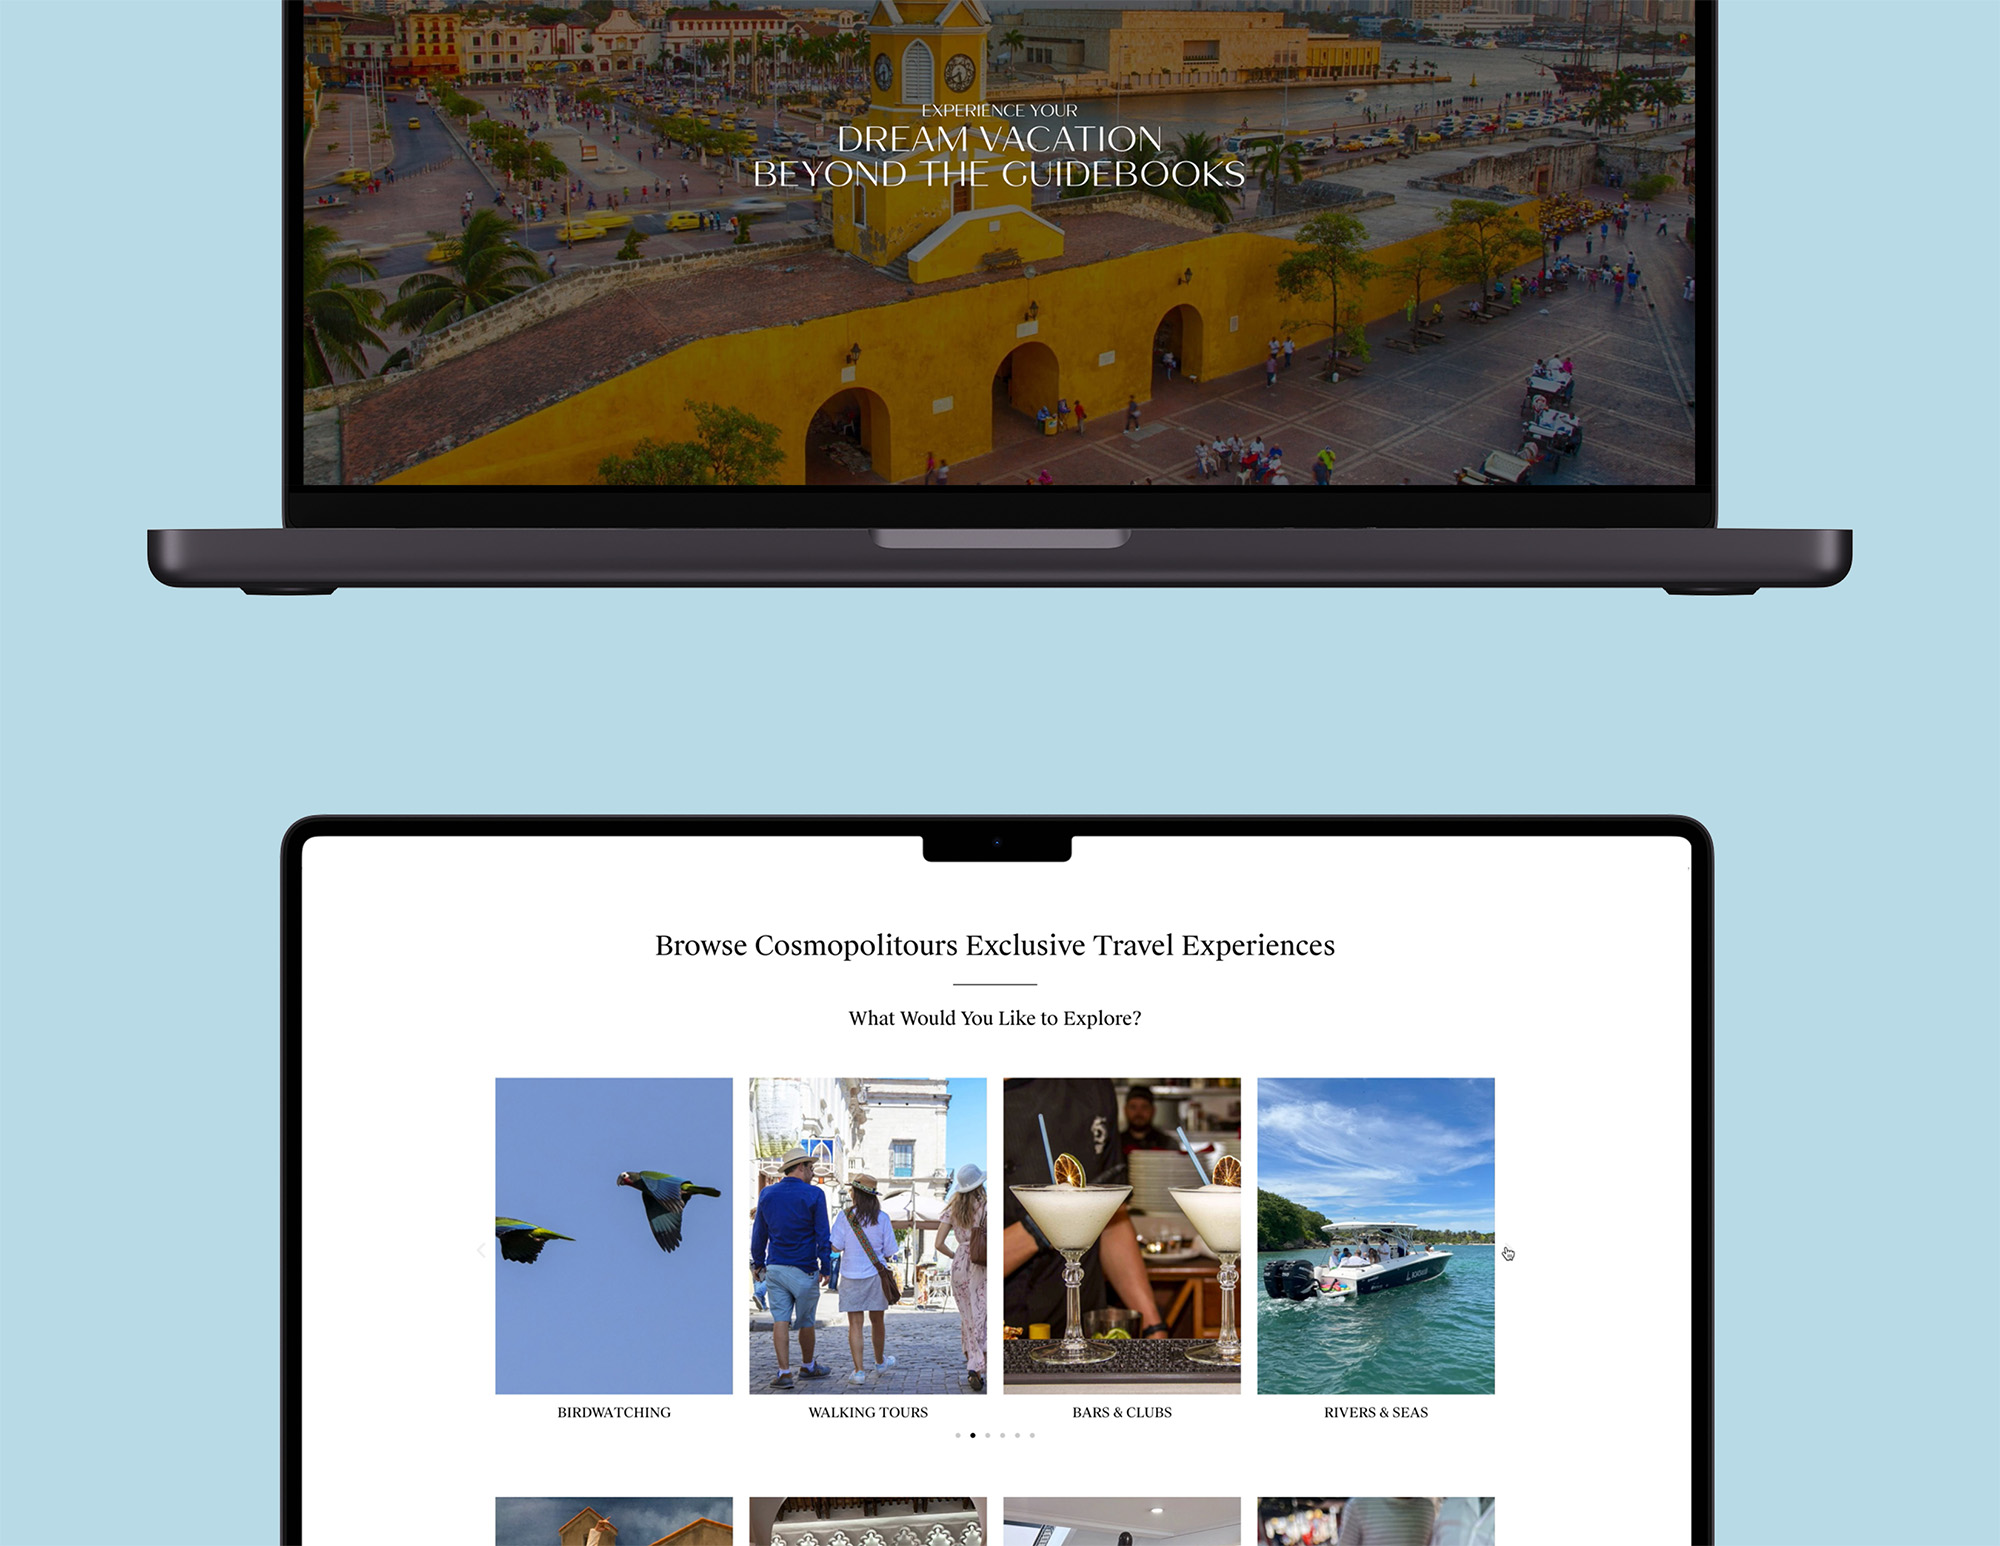 EXPERIENCE YOUR
DREAM VACATION
BEYOND THE GUIDEBOOKS
Browse Cosmopolitours Exclusive Travel Experiences
What Would You Like to Explore?
BIRDWATCHING
WALKING TOURS
BARS & CLUBS
RIVERS & SEAS